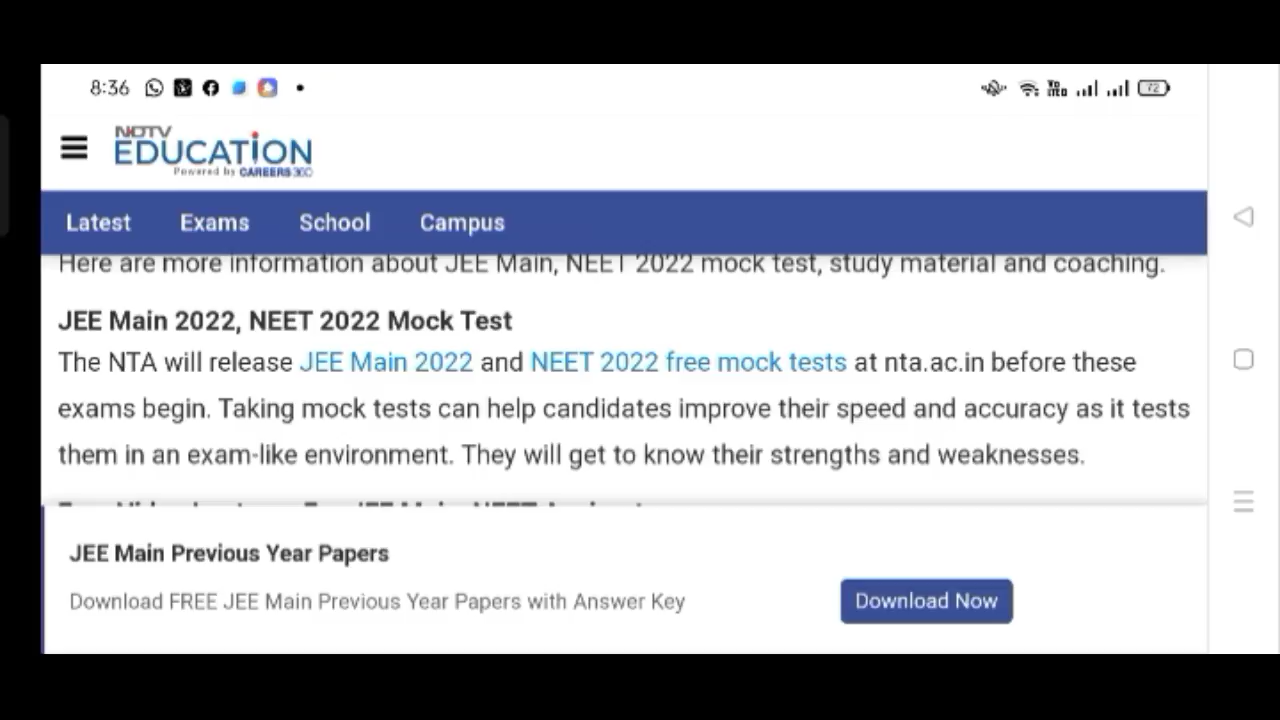 8:36
72
NDTV
EDUCATION
Powered by CAREERS360
Latest Exams School Campus
Here are more information about JEE Main, NEET 2022 mock test, study material and coaching.
JEE Main 2022, NEET 2022 Mock Test
The NTA will release JEE Main 2022 and NEET 2022 free mock tests at nta.ac.in before these
exams begin. Taking mock tests can help candidates improve their speed and accuracy as it tests
them in an exam-like environment. They will get to know their strengths and weaknesses.
JEE Main Previous Year Papers
Download FREE JEE Main Previous Year Papers with Answer Key
Download Now